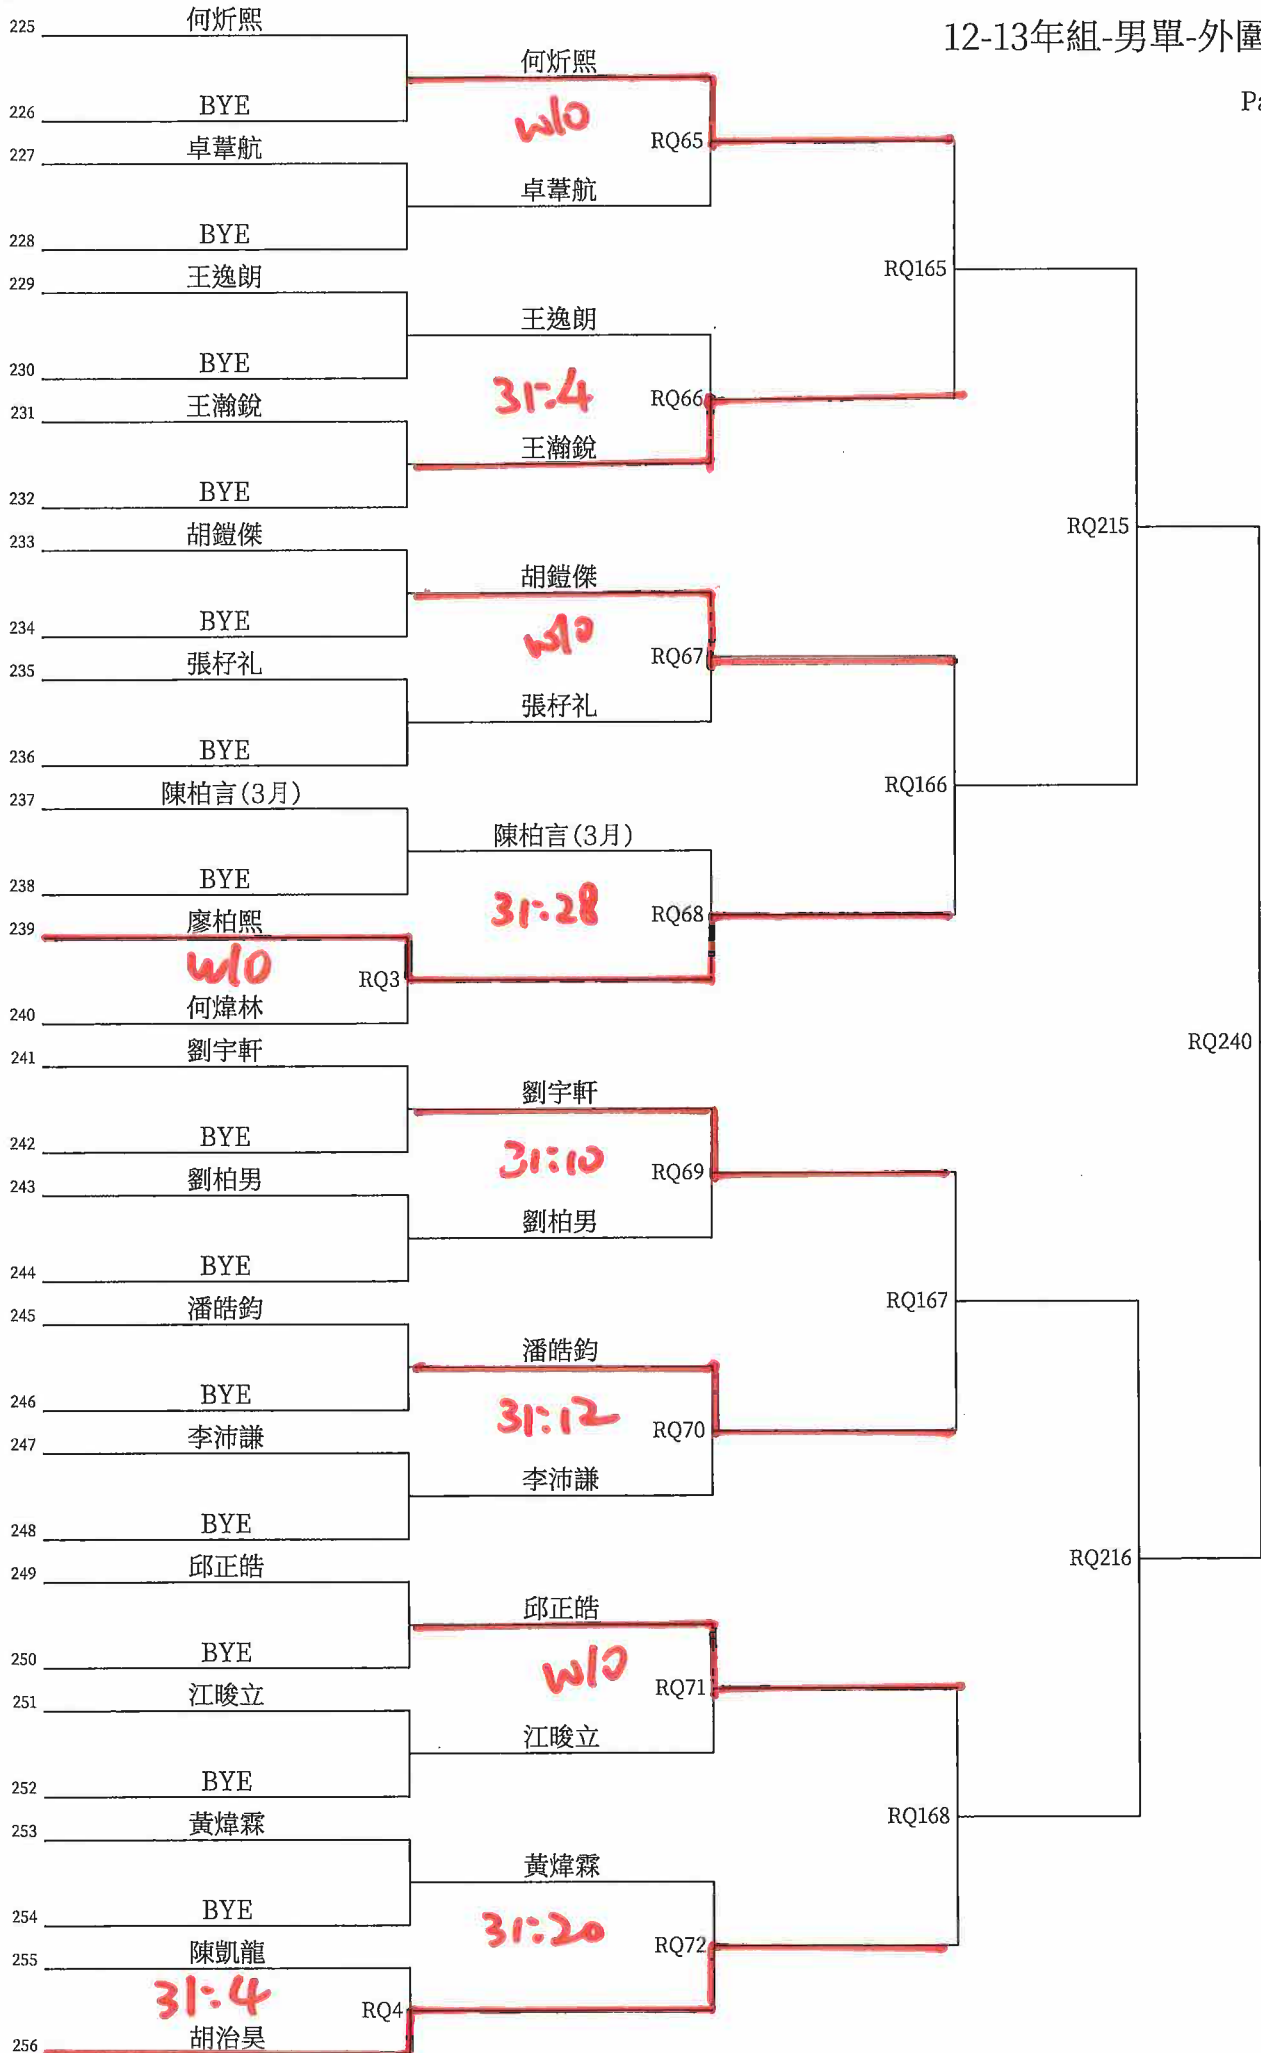 12-13年組-男單-外圍
Pa
225 何炘熙
何炘熙
226 BYE
w/o
RQ65
227 卓葦航
卓葦航
228 BYE
RQ165
229 王逸朗
王逸朗
230 BYE
31:4
RQ66
231 王瀚銳
王瀚銳
232 BYE
RQ215
233 胡鎧傑
胡鎧傑
234 BYE
w/o
RQ67
235 張杍礼
張杍礼
236 BYE
RQ166
237 陳柏言(3月)
陳柏言(3月)
238 BYE
31:28
RQ68
239 廖柏熙
w/o
RQ3
240 何煒林
RQ240
241 劉宇軒
劉宇軒
242 BYE
31:10
RQ69
243 劉柏男
劉柏男
244 BYE
RQ167
245 潘皓鈞
潘皓鈞
246 BYE
31:12
RQ70
247 李沛謙
李沛謙
248 BYE
RQ216
249 邱正皓
邱正皓
250 BYE
w/o
RQ71
251 江晙立
江晙立
252 BYE
RQ168
253 黃煒霖
黃煒霖
254 BYE
31:20
RQ72
255 陳凱龍
31:4
RQ4
256 胡治昊